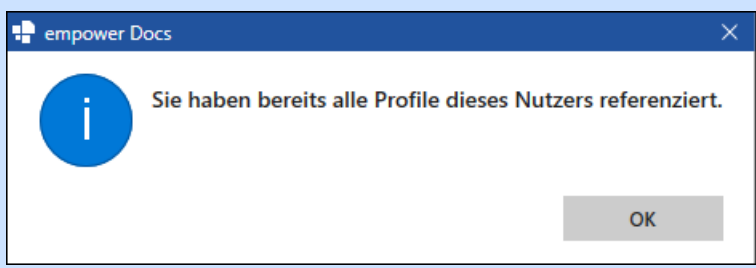 empower Docs
Sie haben bereits alle Profile dieses Nutzers referenziert.
OK